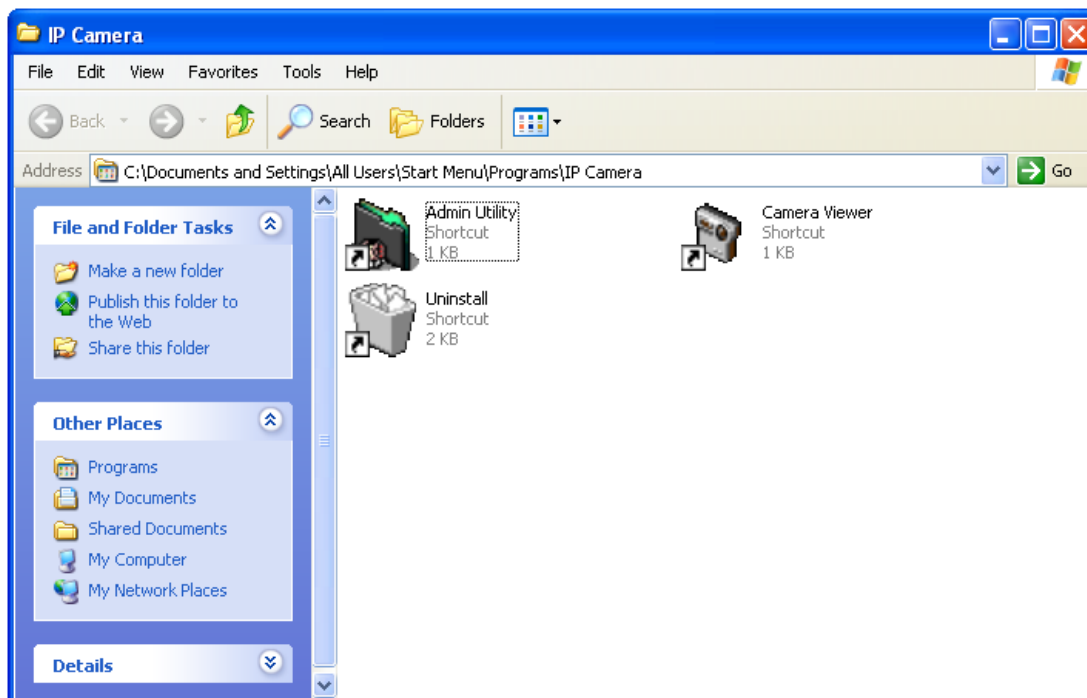 IP Camera
File Edit View Favorites Tools Help
Back Search Folders
Address C:\Documents and Settings\All Users\Start Menu\Programs\IP Camera Go
File and Folder Tasks
Make a new folder
Publish this folder to
the Web
Share this folder
Other Places
Programs
My Documents
Shared Documents
My Computer
My Network Places
Details
Admin Utility
Shortcut
1 KB
Camera Viewer
Shortcut
1 KB
Uninstall
Shortcut
2 KB